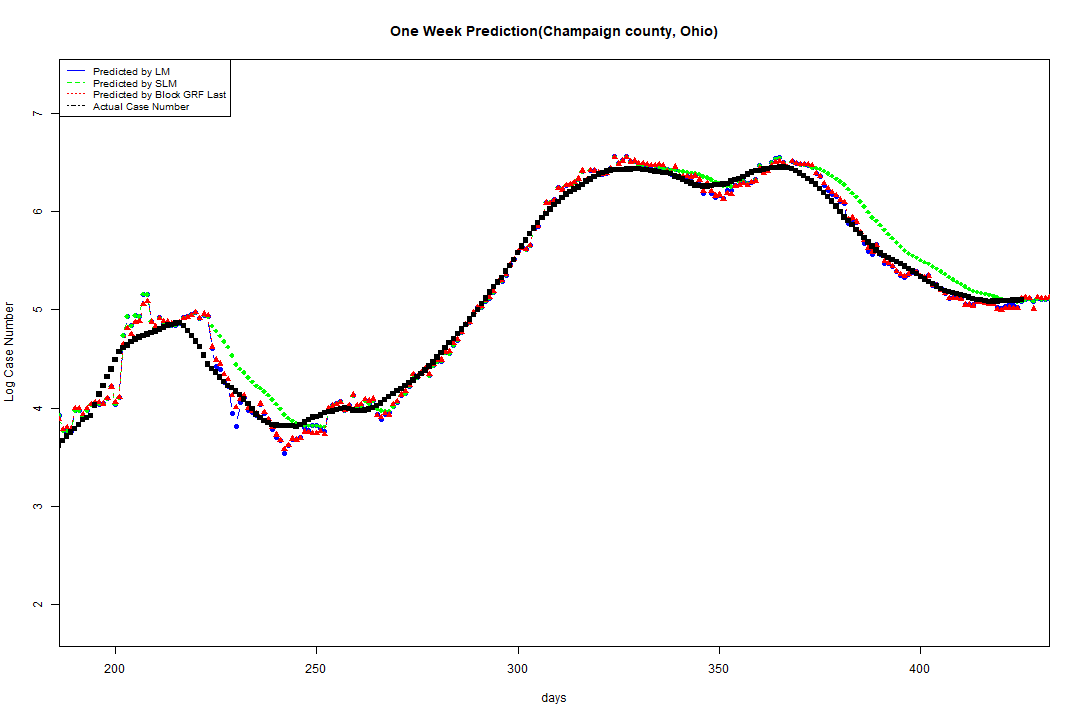 One Week Prediction(Champaign county, Ohio)
Predicted by LM
Predicted by SLM
Predicted by Block GRF Last
Actual Case Number
7
6
5
4
3
2
Log Case Number
200 250 300 350 400
days